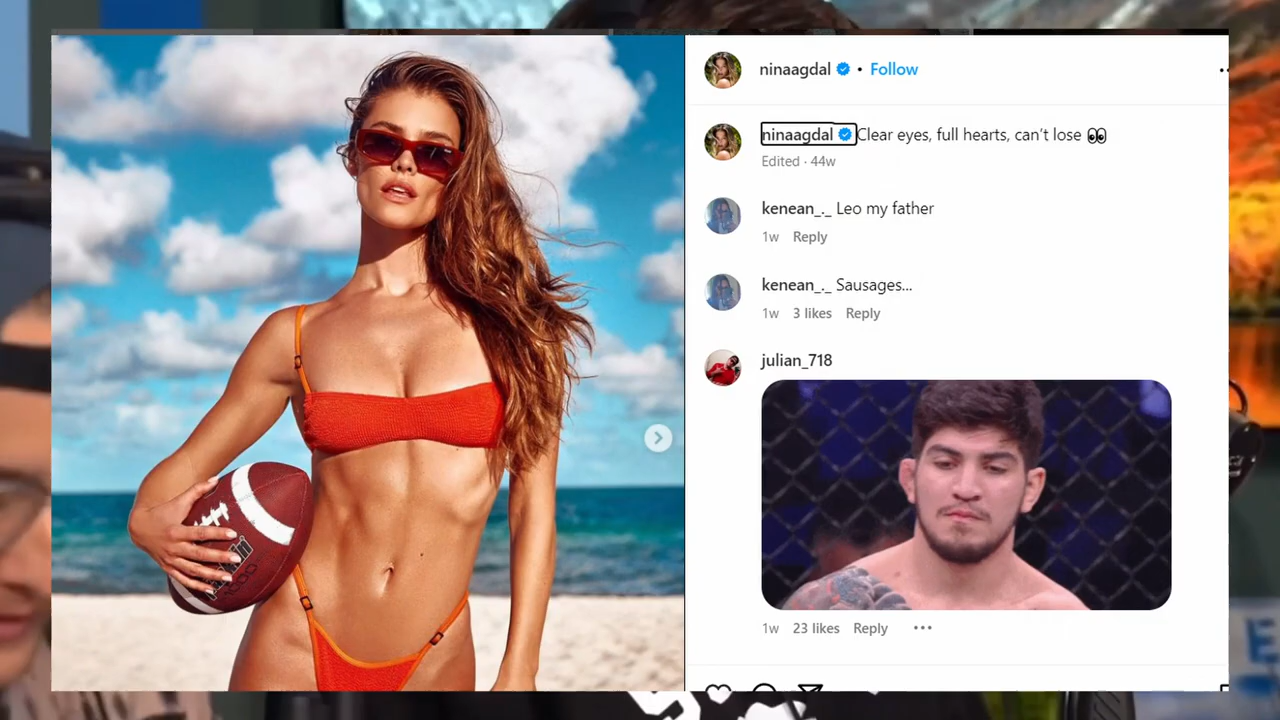 ninaagdal • Follow
ninaagdal Clear eyes, full hearts, can't lose 👀
Edited · 44w
kenean_._ Leo my father
1w Reply
kenean_._ Sausages...
1w 3 likes Reply
julian_718
1w 23 likes Reply